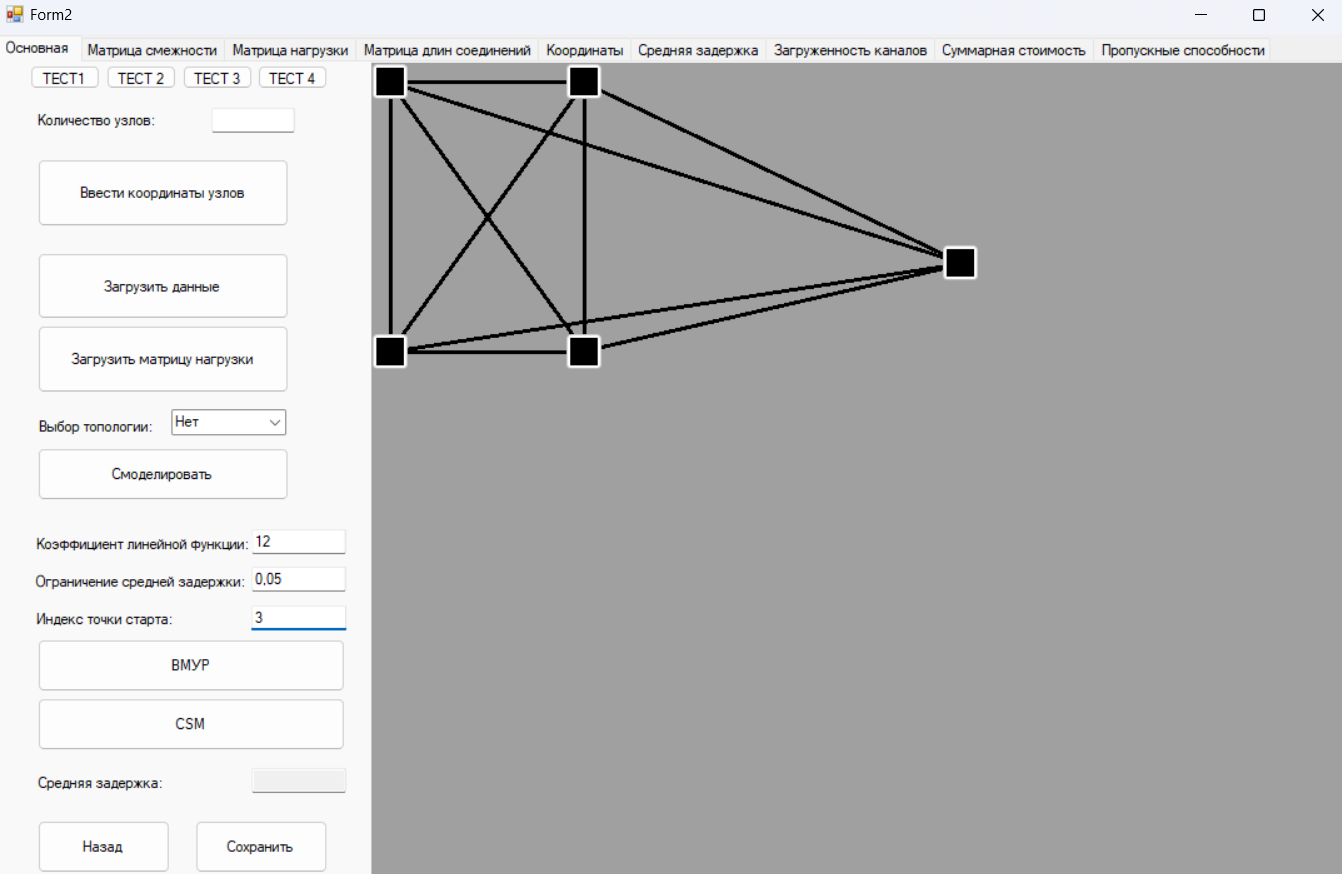 Form2
Основная Матрица смежности Матрица нагрузки Матрица длин соединений Координаты Средняя задержка Загруженность каналов Суммарная стоимость Пропускные способности
ТЕСТ1 ТЕСТ 2 ТЕСТ 3 ТЕСТ 4
Количество узлов:
Ввести координаты узлов
Загрузить данные
Загрузить матрицу нагрузки
Выбор топологии: Нет
Смоделировать
Коэффициент линейной функции: 12
Ограничение средней задержки: 0,05
Индекс точки старта: 3
ВМУР
CSM
Средняя задержка:
Назад Сохранить